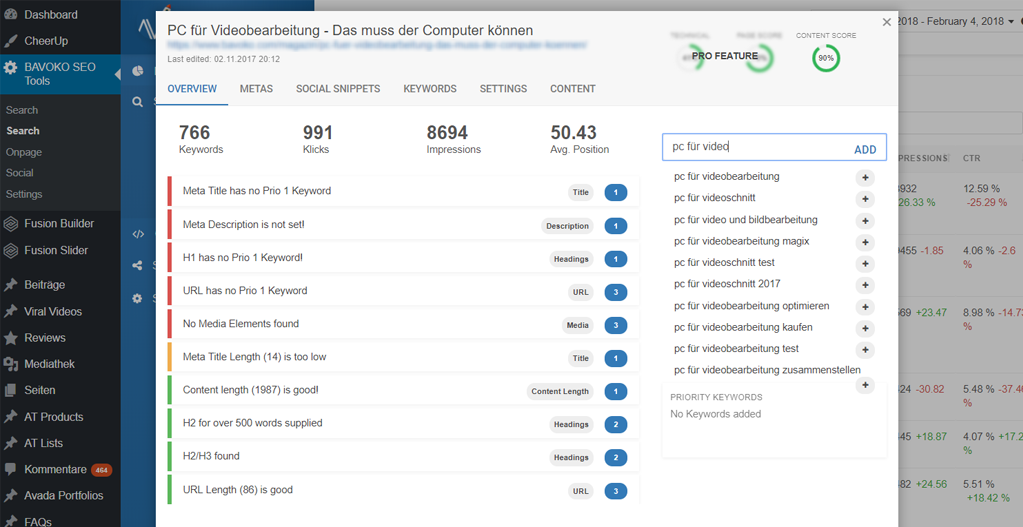 Dashboard
CheerUp
BAVOKO SEO
Tools
Search
Search
Onpage
Social
Settings
Fusion Builder
Fusion Slider
Beiträge
Viral Videos
Reviews
Mediathek
Seiten
AT Products
AT Lists
Kommentare 464
Avada Portfolios
FAQs
PC für Videobearbeitung - Das muss der Computer können
Last edited: 02.11.2017 20:12
TECHNICAL
PAGE SCORE
CONTENT SCORE
PRO FEATURE
90%
OVERVIEW METAS SOCIAL SNIPPETS KEYWORDS SETTINGS CONTENT
766 991 8694 50.43
Keywords Klicks Impressions Avg. Position
Meta Title has no Prio 1 Keyword Title 1
Meta Description is not set! Description 1
H1 has no Prio 1 Keyword! Headings 1
URL has no Prio 1 Keyword URL 3
No Media Elements found Media 3
Meta Title Length (14) is too low Title 1
Content length (1987) is good! Content Length 1
H2 for over 500 words supplied Headings 2
H2/H3 found Headings 2
URL Length (6) is good URL 3
pc für video ADD
pc für videobearbeitung +
pc für videoschnitt +
pc für video und bildbearbeitung +
pc für videobearbeitung magix +
pc für videoschnitt test +
pc für videoschnitt 2017 +
pc für videobearbeitung optimieren +
pc für videobearbeitung kaufen +
pc für videobearbeitung test +
pc für videobearbeitung zusammenstellen +
PRIORITY KEYWORDS
No Keywords added
2018 - February 4, 2018
PRESSIONS CTR
12.59 %
26.33 % -25.29 %
-1.85 4.06 % -2.6
%
+23.47 8.98 % -14.73
%
-30.82 5.48 % -37.46
%
+18.87 4.07 % +17.2
%
+24.56 5.51 %
+18.42 %